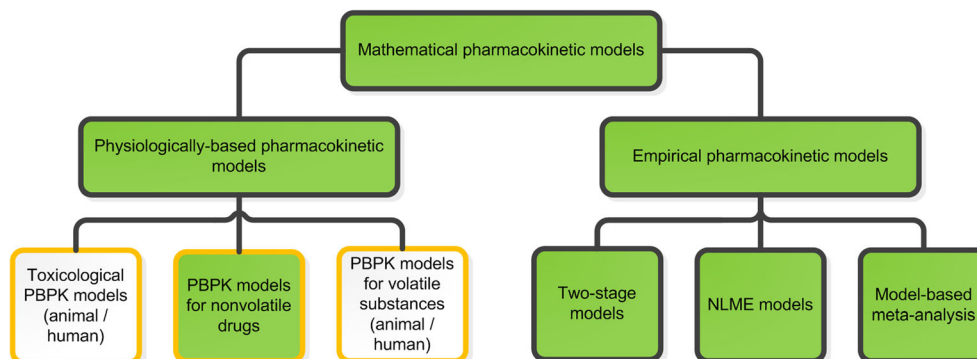 Mathematical pharmacokinetic models
Physiologically-based pharmacokinetic
models
Empirical pharmacokinetic models
Toxicological
PBPK models
(animal /
human)
PBPK models
for nonvolatile
drugs
PBPK models
for volatile
substances
(animal /
human)
Two-stage
models
NLME models
Model-based
meta-analysis